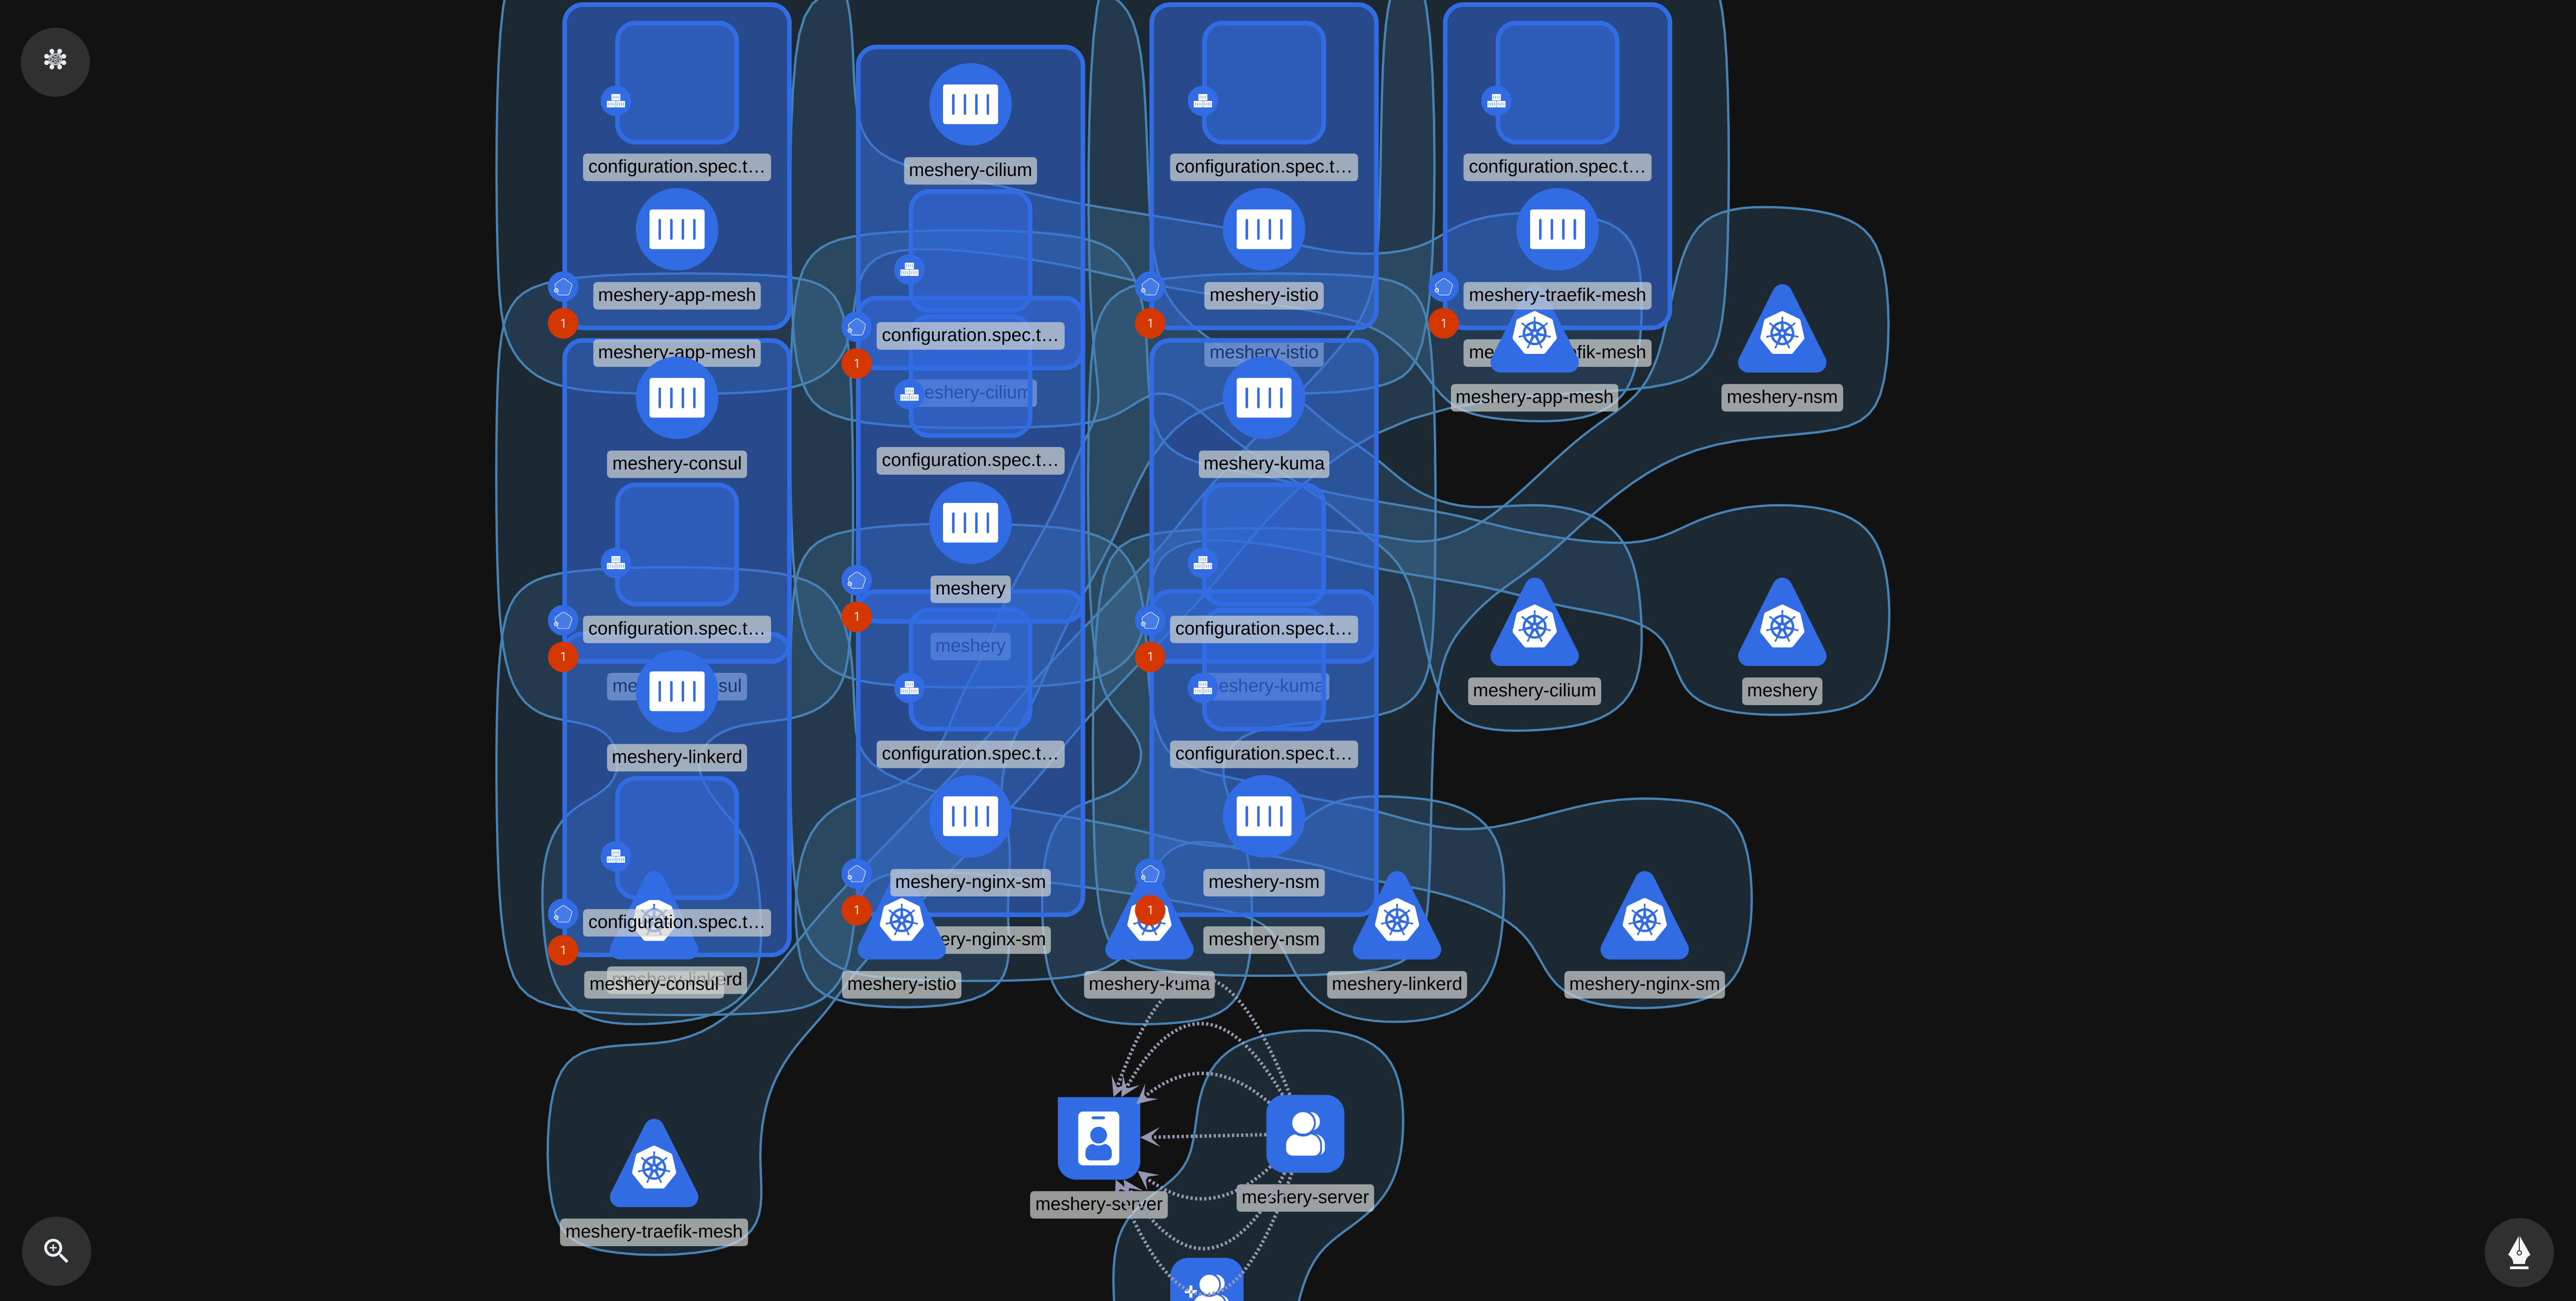 configuration.spec.t…
configuration.spec.t…
configuration.spec.t…
meshery-cilium
meshery-app-mesh
meshery-istio
meshery-traefik-mesh
1
1
1
configuration.spec.t…
meshery-app-mesh
meshery-istio
1
meshery-cilium
meshery-app-mesh
meshery-nsm
meshery-consul
configuration.spec.t…
meshery-kuma
meshery
1
configuration.spec.t…
configuration.spec.t…
meshery
1
1
meshery-kuma
meshery-cilium
meshery
meshery-linkerd
configuration.spec.t…
configuration.spec.t…
meshery-nginx-sm
meshery-nsm
1
1
configuration.spec.t…
meshery-nsm
1
meshery-consul
meshery-istio
meshery-kuma
meshery-linkerd
meshery-nginx-sm
meshery-server
meshery-server
meshery-traefik-mesh